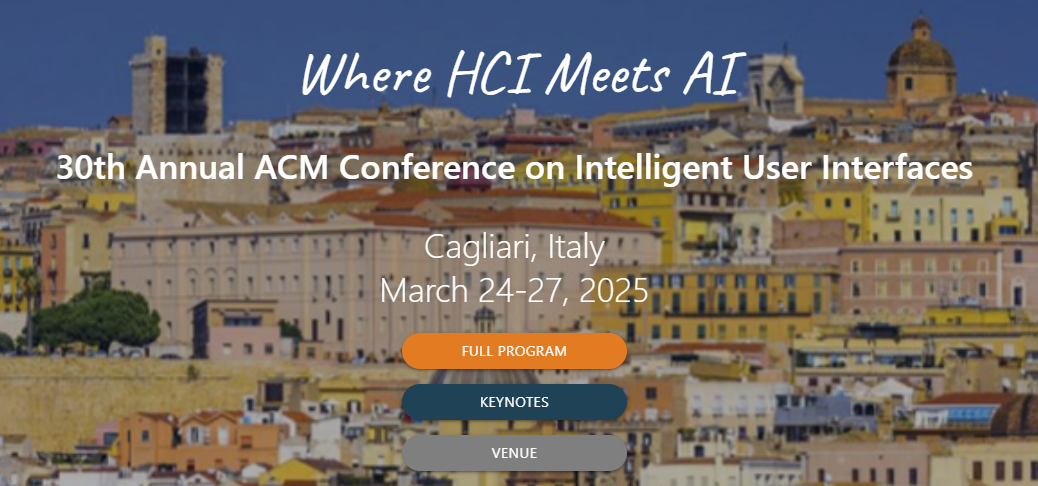 Where HCI Meets AI
30th Annual ACM Conference on Intelligent User Interfaces
Cagliari, Italy
March 24-27, 2025
FULL PROGRAM
KEYNOTES
VENUE